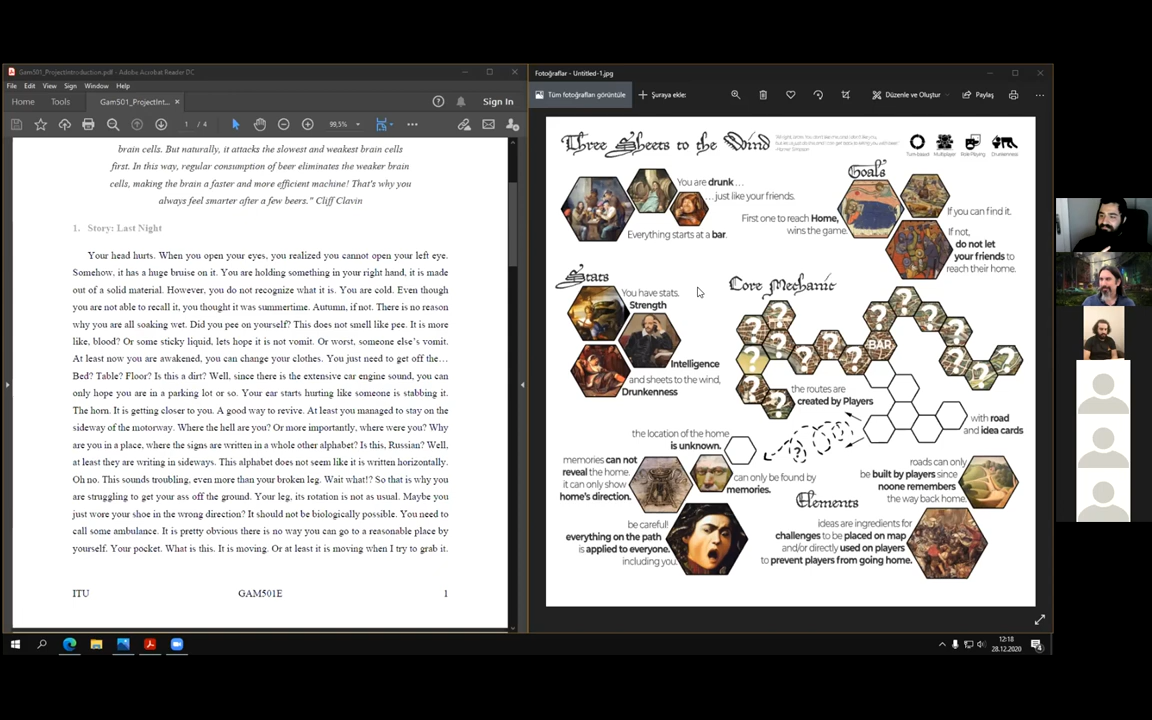 Gam501_ProjectIntroduction.pdf - Adobe Acrobat Reader DC
File Edit View Sign Window Help
Home Tools Gam501_ProjectInt... × Sign In
1 / 4 99,5%
brain cells. But naturally, it attacks the slowest and weakest brain cells
first. In this way, regular consumption of beer eliminates the weaker brain
cells, making the brain a faster and more efficient machine! That's why you
always feel smarter after a few beers." Cliff Clavin
1. Story: Last Night
Your head hurts. When you open your eyes, you realized you cannot open your left eye.
Somehow, it has a huge bruise on it. You are holding something in your right hand, it is made
out of a solid material. However, you do not recognize what it is. You are cold. Even though
you are not able to recall it, you thought it was summertime. Autumn, if not. There is no reason
why you are all soaking wet. Did you pee on yourself? This does not smell like pee. It is more
like, blood? Or some sticky liquid, lets hope it is not vomit. Or worst, someone else's vomit.
At least now you are awakened, you can change your clothes. You just need to get off the…
Bed? Table? Floor? Is this a dirt? Well, since there is the extensive car engine sound, you can
only hope you are in a parking lot or so. Your ear starts hurting like someone is stabbing it.
The horn. It is getting closer to you. A good way to revive. At least you managed to stay on the
sideway of the motorway. Where the hell are you? Or more importantly, where were you? Why
are you in a place, where the signs are written in a whole other alphabet? Is this, Russian? Well,
at least they are writing in sideways. This alphabet does not seem like it is written horizontally.
Oh no. This sounds troubling, even more than your broken leg. Wait what!? So that is why you
are struggling to get your ass off the ground. Your leg, its rotation is not as usual. Maybe you
just wore your shoe in the wrong direction? It should not be biologically possible. You need to
call some ambulance. It is pretty obvious there is no way you can go to a reasonable place by
yourself. Your pocket. What is this. It is moving. Or at least it is moving when I try to grab it.
ITU GAM501E 1
Fotoğraflar - Untitled-1.jpg
Tüm fotoğrafları görüntüle Şuraya ekle: Düzenle ve Oluştur Paylaş
Three Sheets to the Wind
Turn-based Multiplayer Role-Playing Drunkenness
You are drunk ...
... just like your friends.
Everything starts at a bar.
Goals
First one to reach Home,
wins the game.
If you can find it.
If not,
do not let
your friends to
reach their home.
Stats
You have stats.
Strength
Intelligence
and sheets to the wind,
Drunkenness
Core Mechanic
BAR
the routes are
created by Players
with road
and idea cards
the location of the home
is unknown.
memories can not
reveal the home.
it can only show
home's direction.
can only be found by
memories.
be careful!
everything on the path
is applied to everyone.
including you.
Elements
roads can only
be built by players since
noone remembers
the way back home.
ideas are ingredients for
challenges to be placed on map
and/or directly used on players
to prevent players from going home.
12:18
28.12.2020